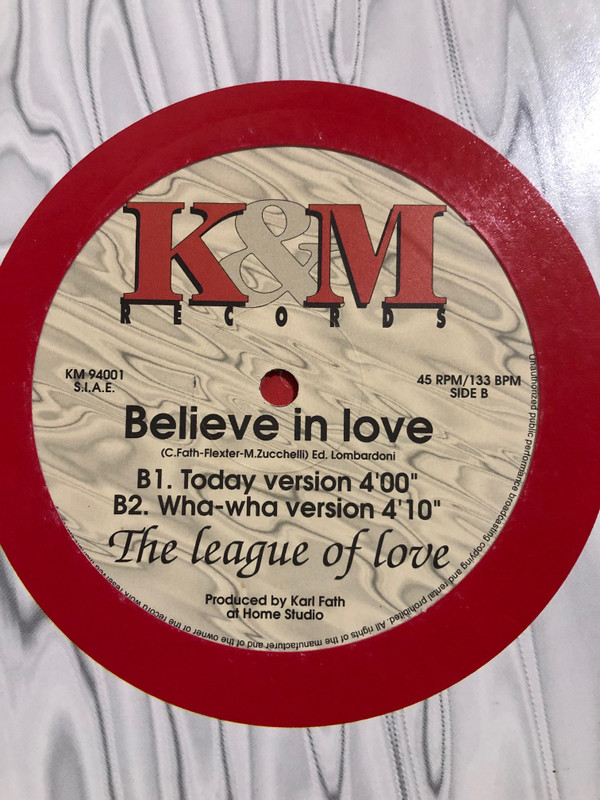 K&M
RECORDS
KM 94001
S.I.A.E.
45 RPM/133 BPM
SIDE B
Believe in love
(C.Fath-Flexter-M.Zucchelli) Ed. Lombardoni
B1. Today version 4'00"
B2. Wha-wha version 4'10"
The league of love
Produced by Karl Fath
at Home Studio
Unauthorized public performance broadcasting copying and rental prohibited. All rights of the manufacturer and of the owner of the record work reserved